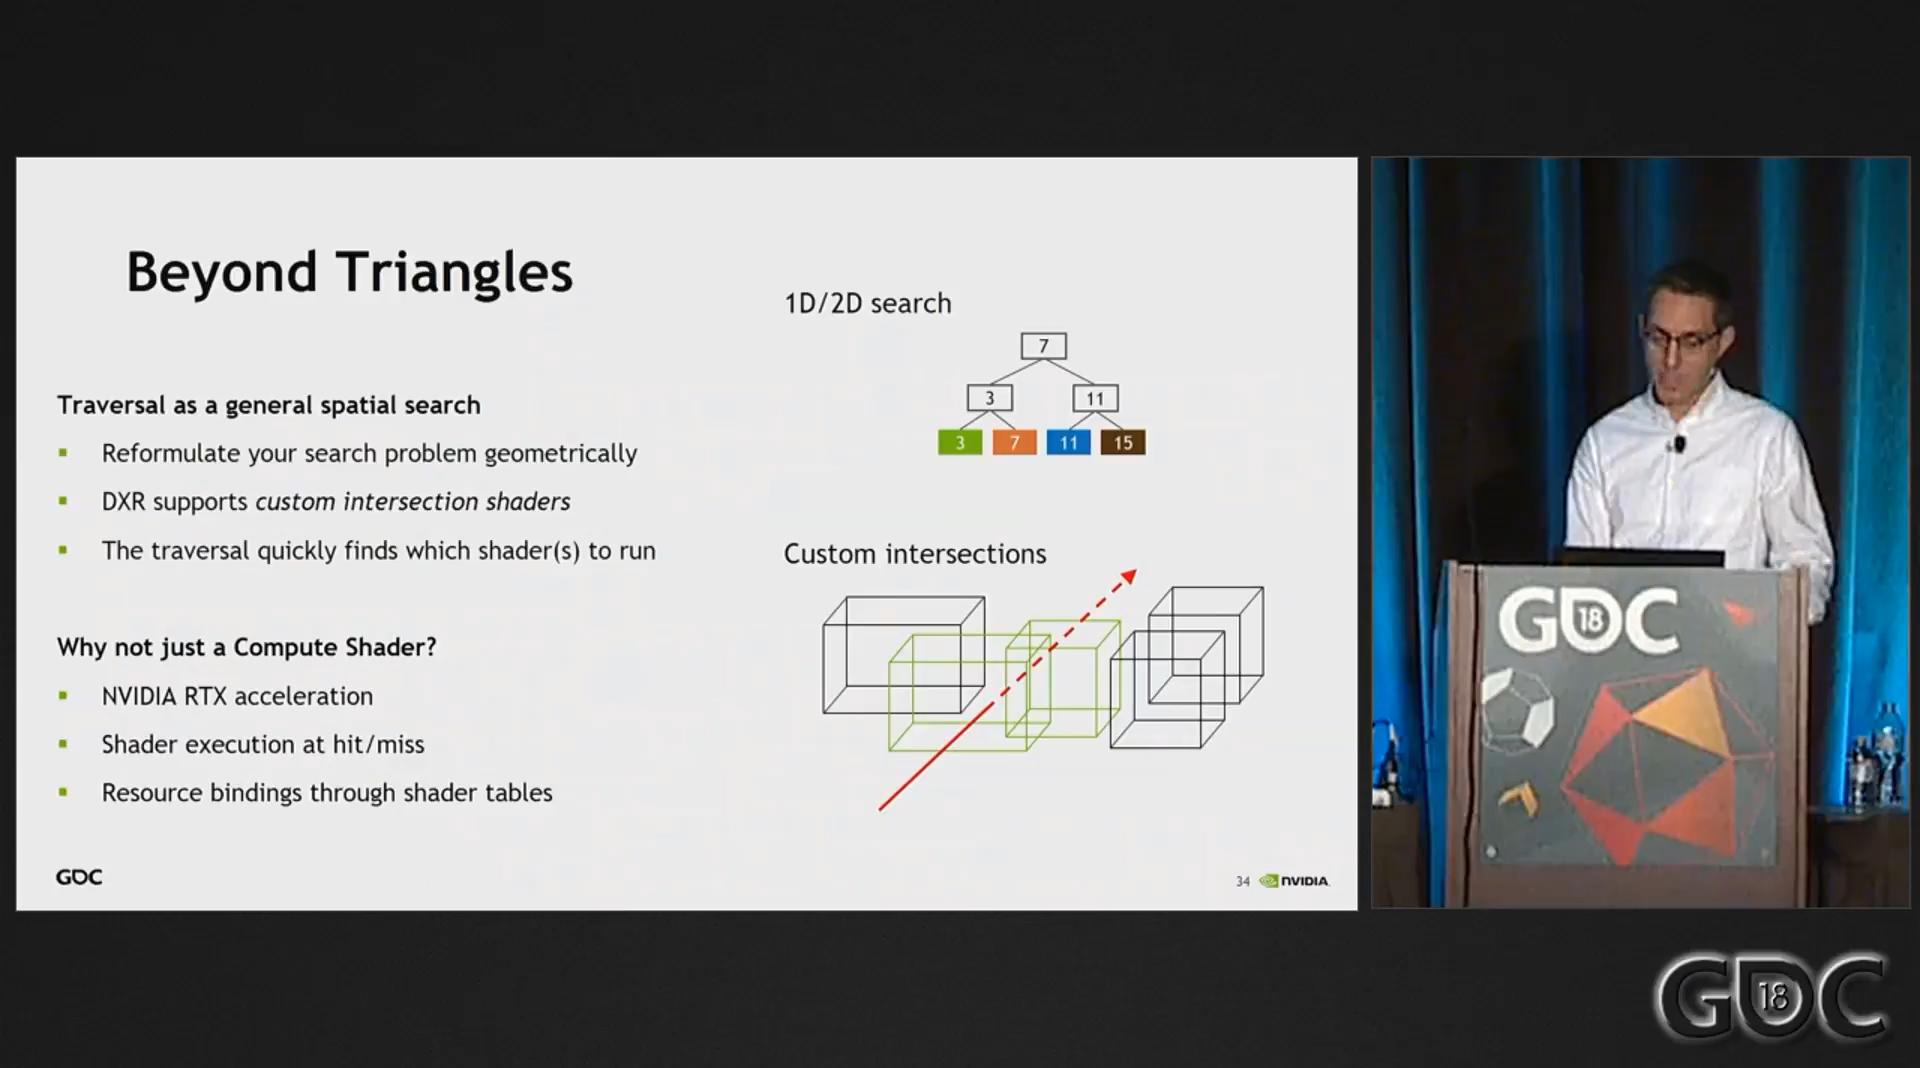 Beyond Triangles
Traversal as a general spatial search
Reformulate your search problem geometrically
DXR supports custom intersection shaders
The traversal quickly finds which shader(s) to run
Why not just a Compute Shader?
NVIDIA RTX acceleration
Shader execution at hit/miss
Resource bindings through shader tables
1D/2D search
7
3 11
3 7 11 15
Custom intersections
GDC
34 NVIDIA
GDC 18
GDC 18